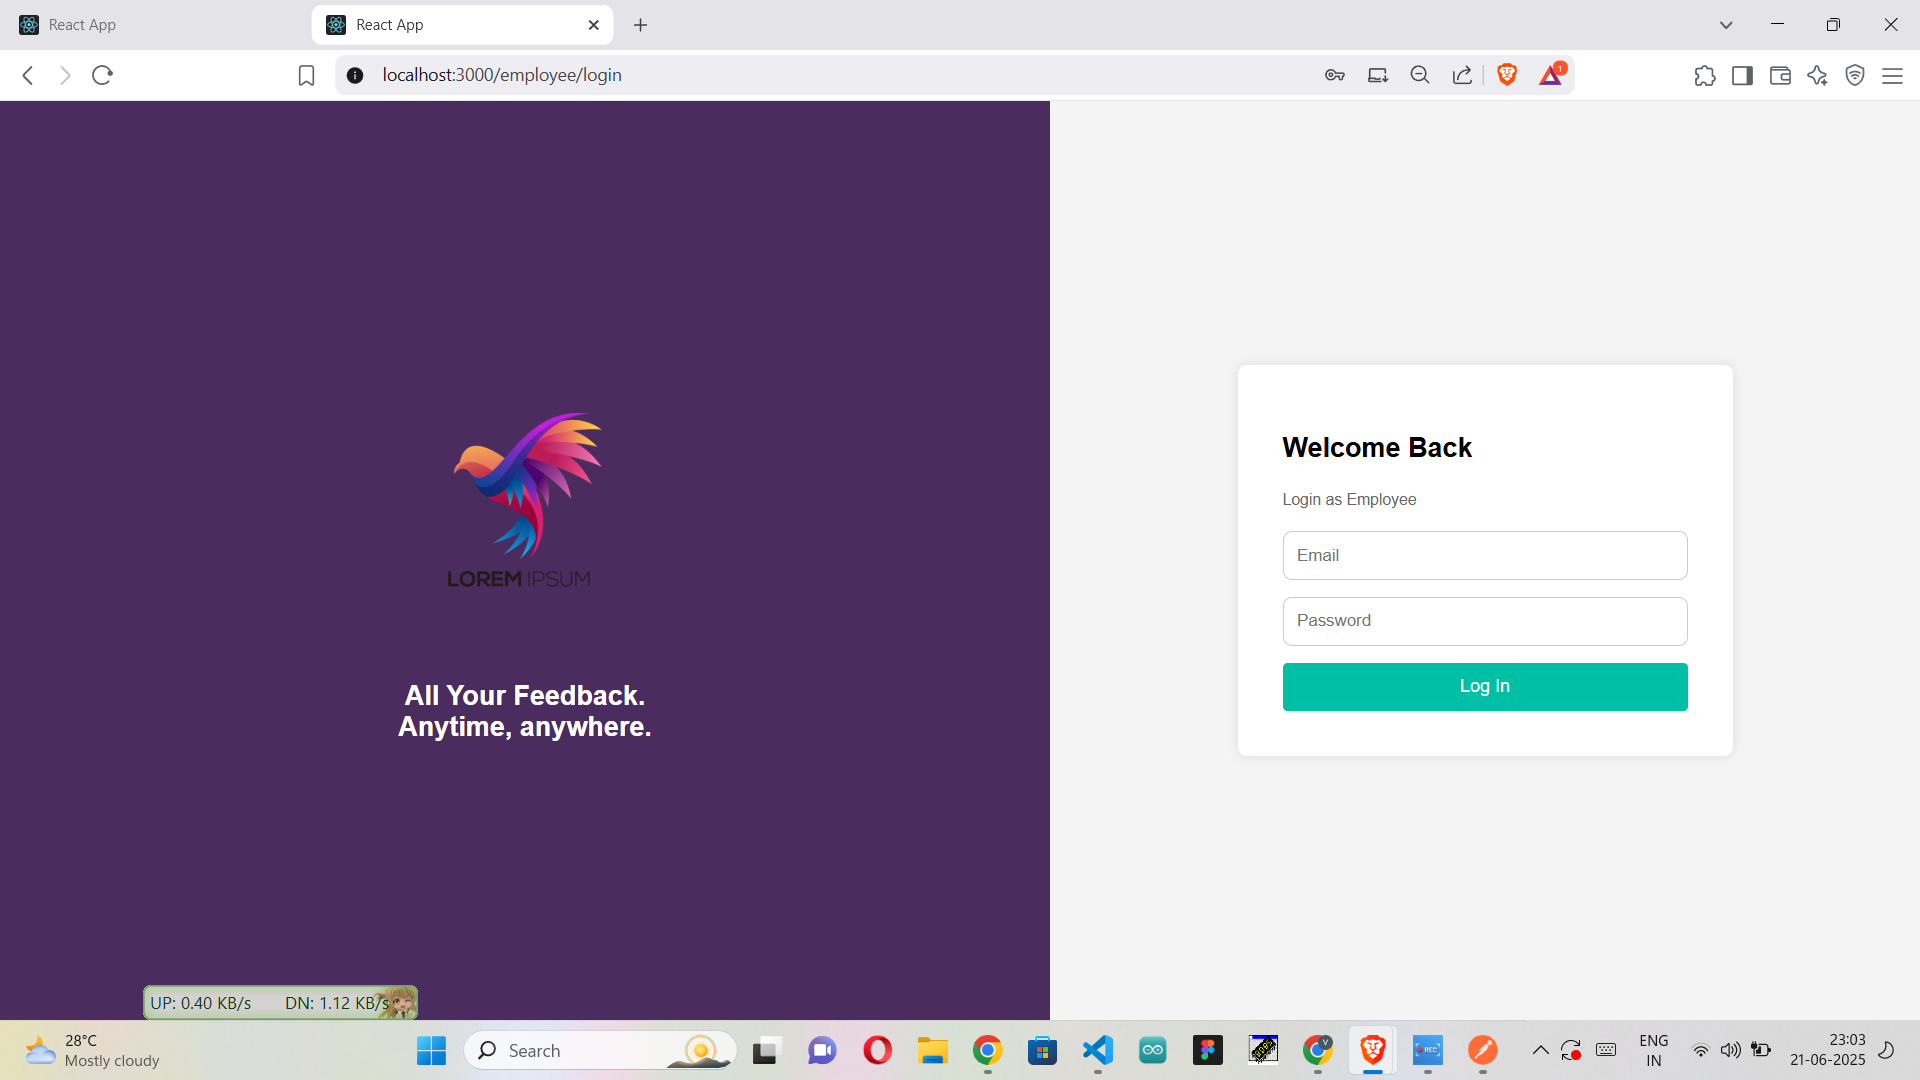 React App
React App
localhost:3000/employee/login
1
LOREM IPSUM
All Your Feedback.
Anytime, anywhere.
Welcome Back
Login as Employee
Email
Password
Log In
UP: 0.40 KB/s DN: 1.12 KB/s
28°C
Mostly cloudy
Search
V
REC
ENG
IN
23:03
21-06-2025